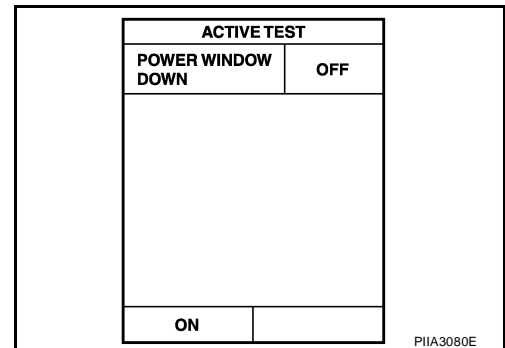 ACTIVE TEST
POWER WINDOW
DOWN
OFF
ON
PIIA3080E